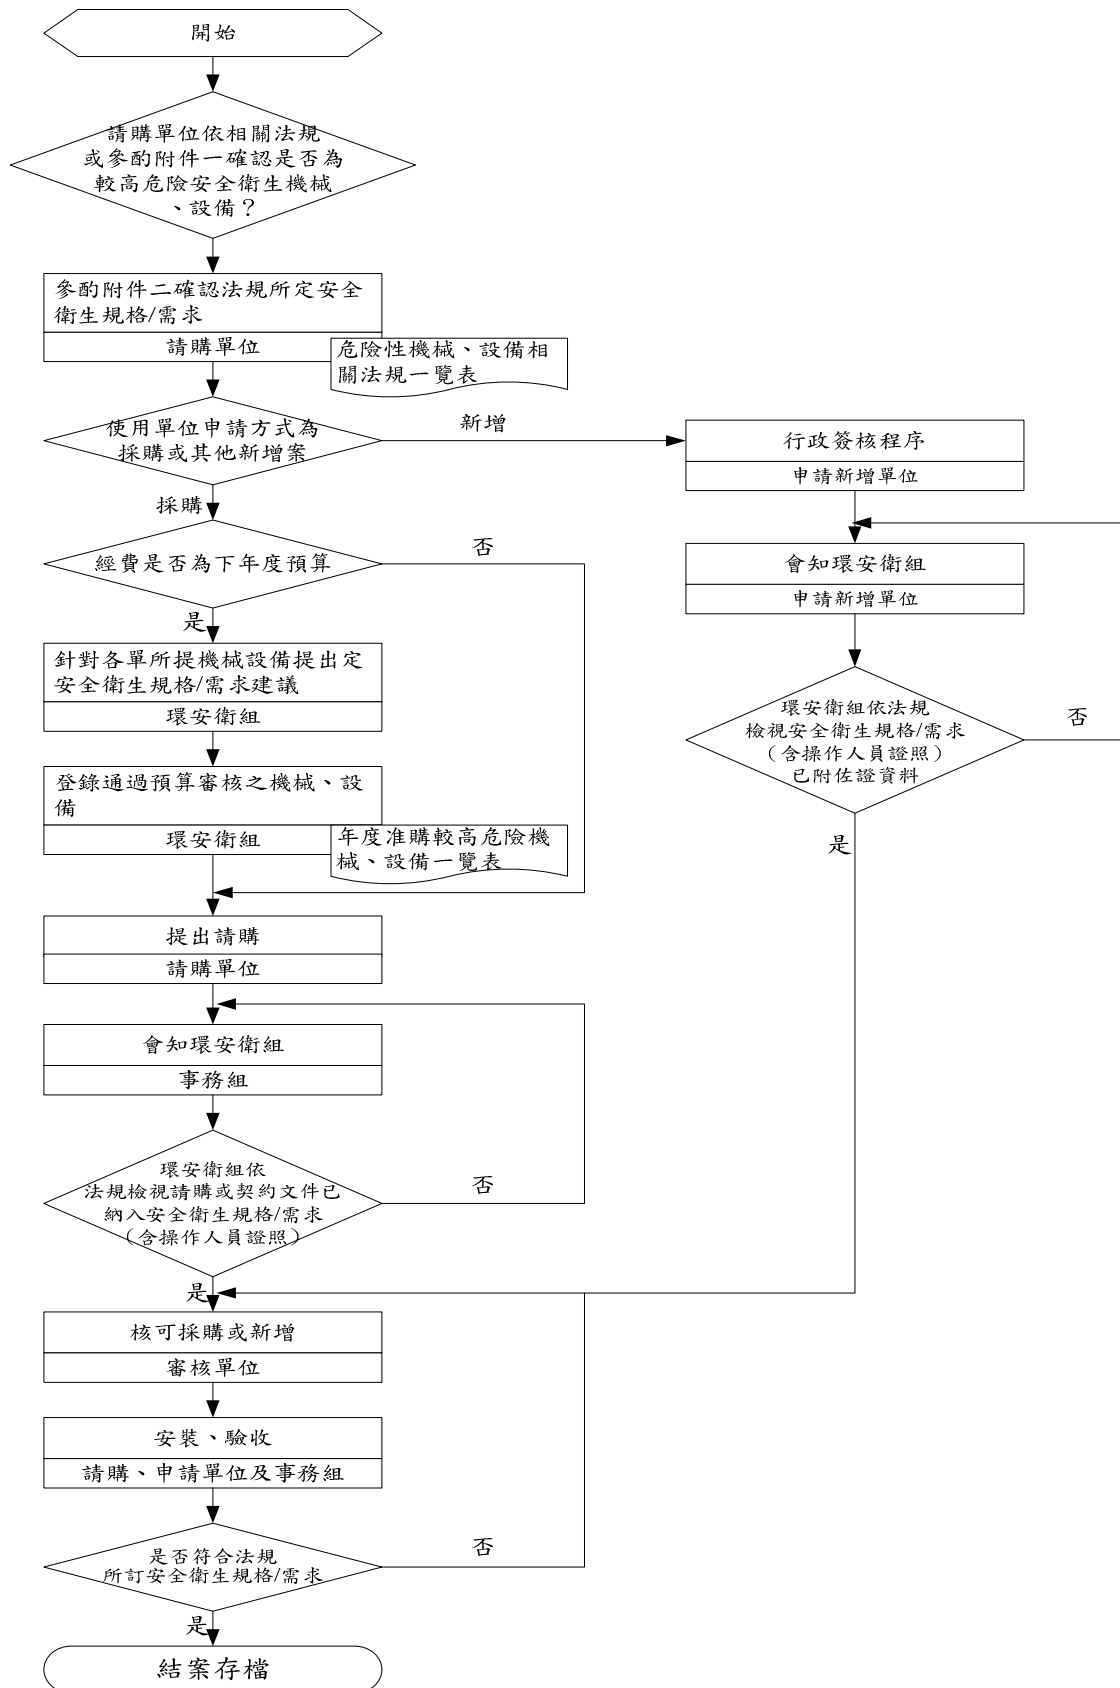 開始
請購單位依相關法規
或參酌附件一確認是否為
較高危險安全衛生機械
、設備？
參酌附件二確認法規所定安全
衛生規格/需求
請購單位
危險性機械、設備相
關法規一覽表
使用單位申請方式為
採購或其他新增案
新增
採購
經費是否為下年度預算
否
是
針對各單所提機械設備提出定
安全衛生規格/需求建議
環安衛組
登錄通過預算審核之機械、設
備
環安衛組
年度准購較高危險機
械、設備一覽表
提出請購
請購單位
會知環安衛組
事務組
環安衛組依
法規檢視請購或契約文件已
納入安全衛生規格/需求
（含操作人員證照）
否
是
行政簽核程序
申請新增單位
會知環安衛組
申請新增單位
環安衛組依法規
檢視安全衛生規格/需求
（含操作人員證照）
已附佐證資料
否
是
核可採購或新增
審核單位
安裝、驗收
請購、申請單位及事務組
是否符合法規
所訂安全衛生規格/需求
否
是
結案存檔